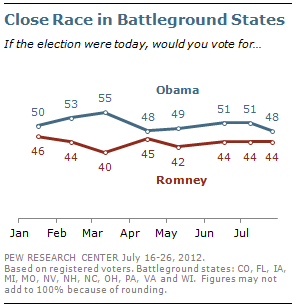 Close Race in Battleground States
If the election were today, would you vote for...
Obama
50 53 55 48 49 51 51 48
46 44 40 45 42 44 44 44
Romney
Jan Feb Mar Apr May Jun Jul
PEW RESEARCH CENTER July 16-26, 2012.
Based on registered voters. Battleground states: CO, FL, IA,
MI, MO, NV, NH, NC, OH, PA, VA and WI. Figures may
not add to 100% because of rounding.